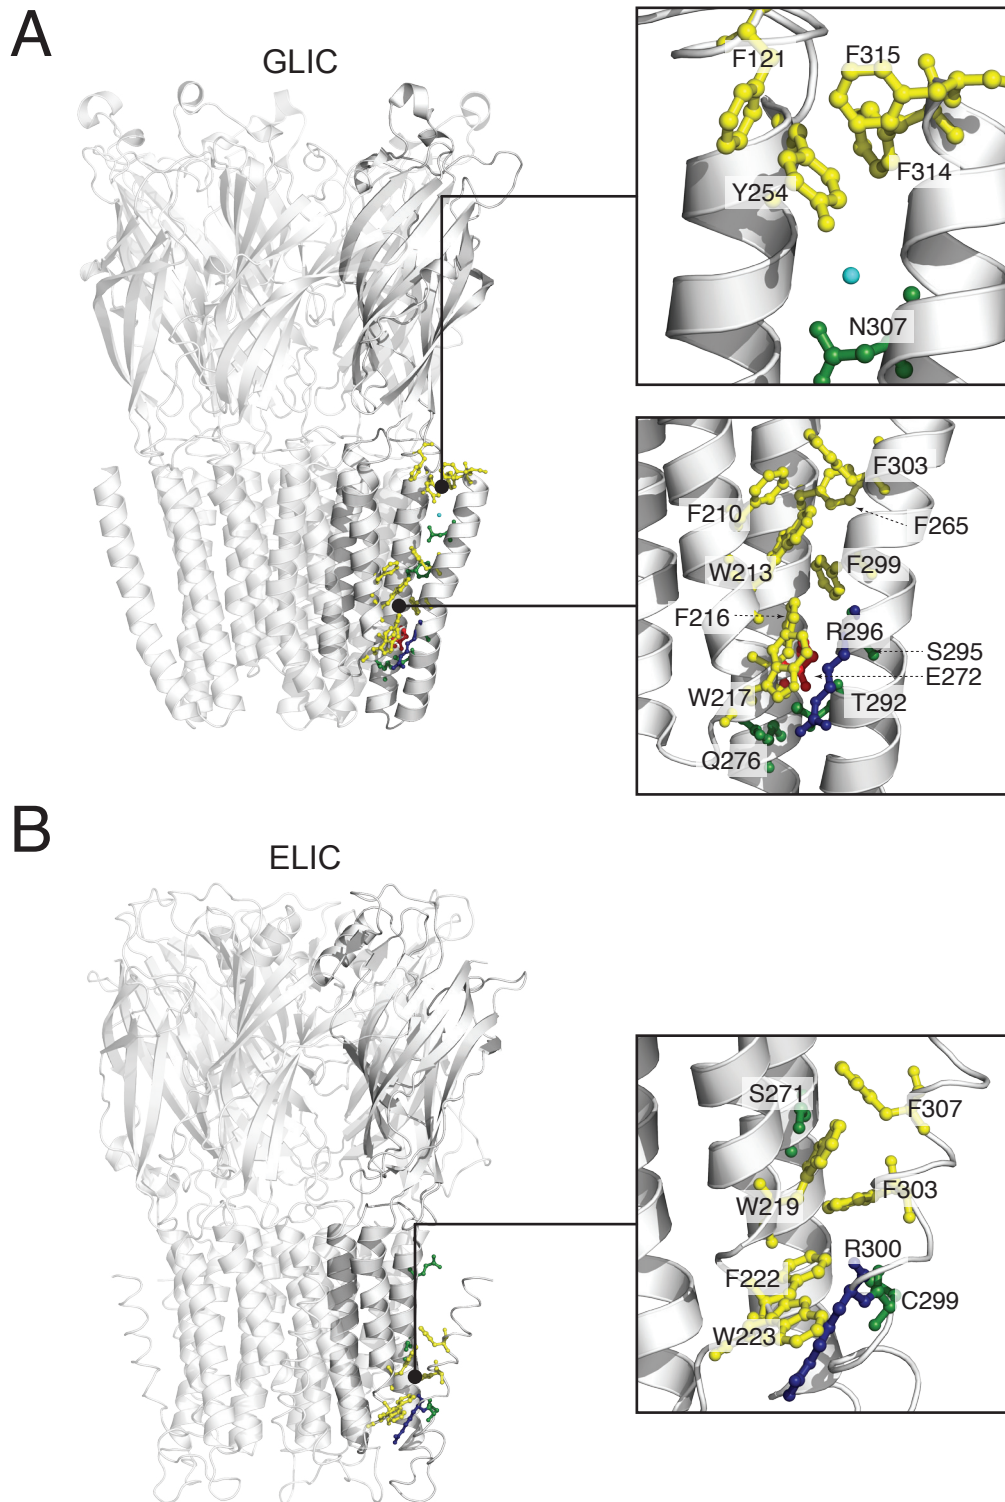 A
GLIC
F121
F315
Y254
F314
N307
F303
F210
F265
W213
F299
F216
R296
S295
E272
W217
T292
Q276
B
ELIC
S271
F307
W219
F303
R300
F222
C299
W223